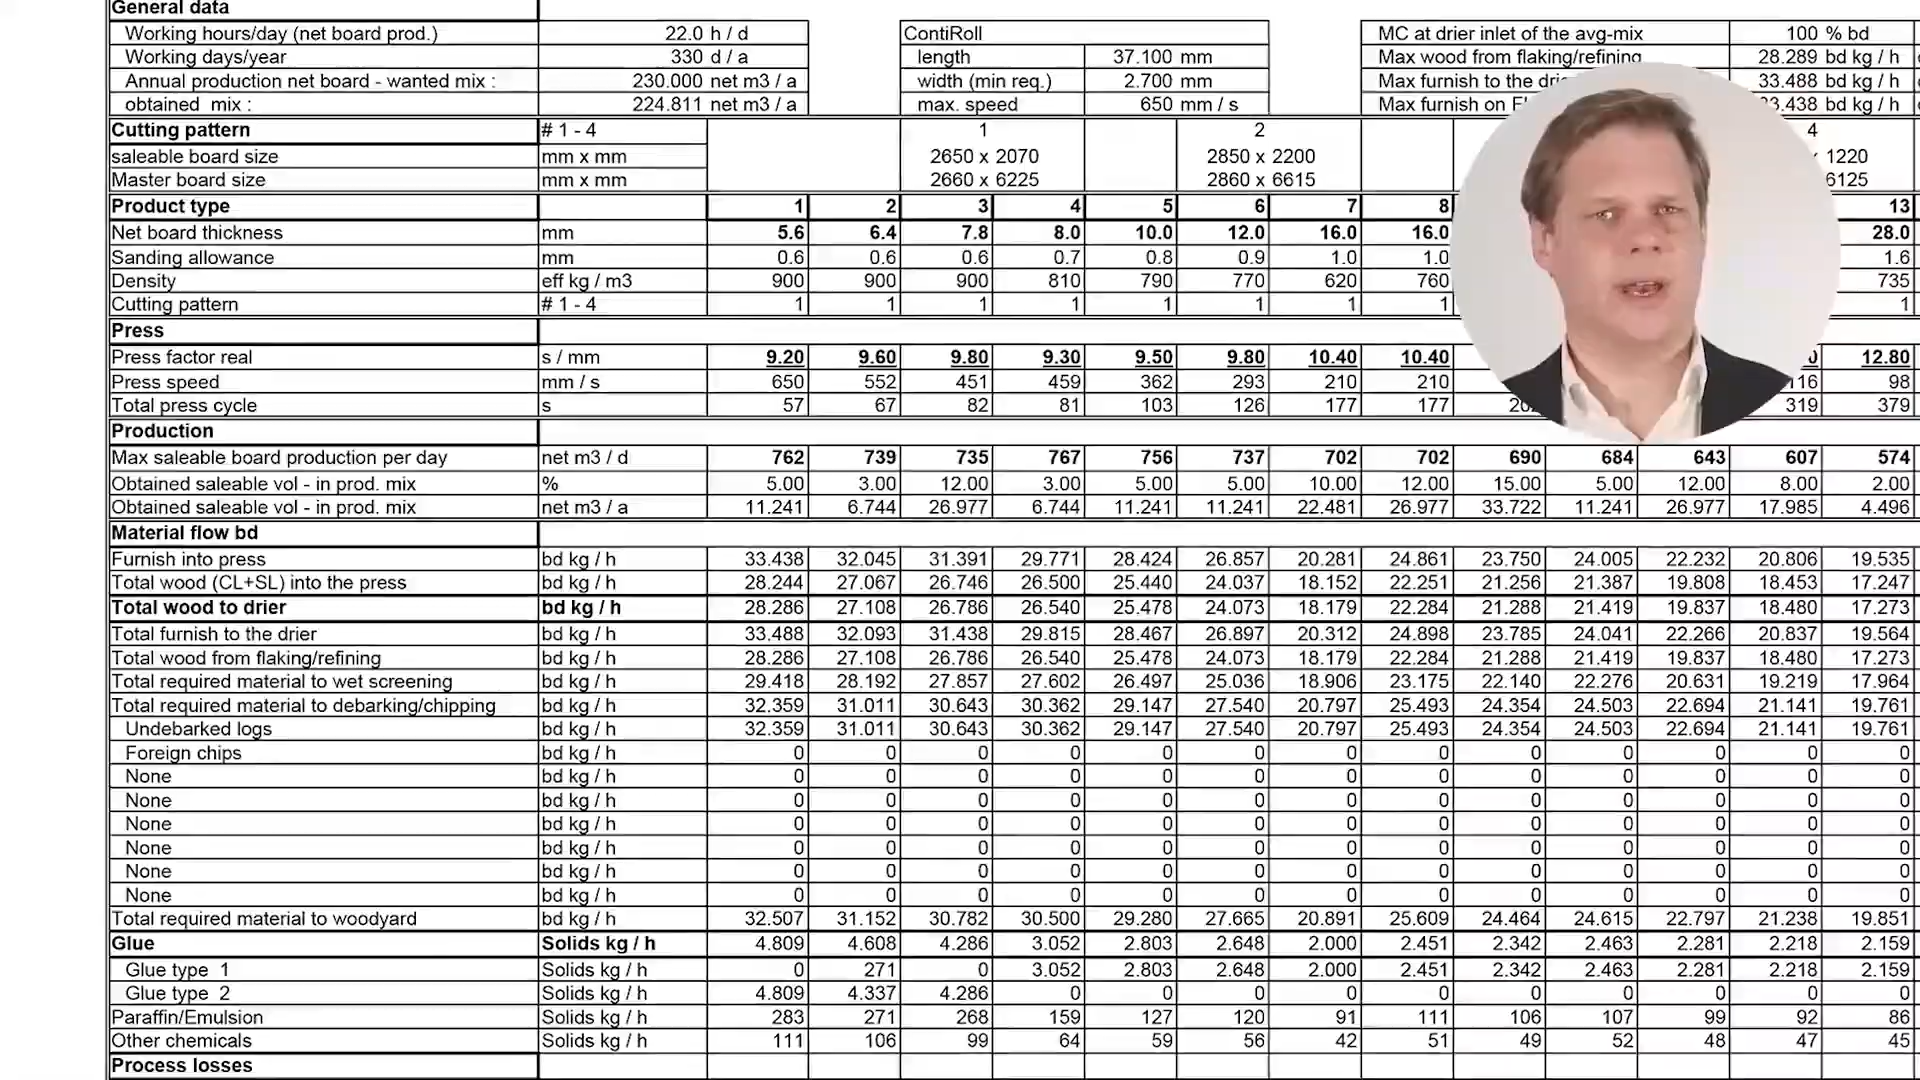 General data
Working hours/day (net board prod.) 22.0 h / d ContiRoll MC at drier inlet of the avg-mix 100 % bd
Working days/year 330 d / a length 37.100 mm Max wood from flaking/refining 28.289 bd kg / h
Annual production net board - wanted mix : 230.000 net m3 / a width (min req.) 2.700 mm Max furnish to the 33.488 bd kg / h
obtained mix : 224.811 net m3 / a max. speed 650 mm / s Max furnish on bd kg / h
Cutting pattern # 1 - 4 1 2 4
saleable board size mm x mm 2650 x 2070 2850 x 2200 x 1220
Master board size mm x mm 2660 x 6225 2860 x 6615 6125
Product type 1 2 3 4 5 6 7 8 13
Net board thickness mm 5.6 6.4 7.8 8.0 10.0 12.0 16.0 16.0 28.0
Sanding allowance mm 0.6 0.6 0.6 0.7 0.8 0.9 1.0 1.0 1.6
Density eff kg / m3 900 900 900 810 790 770 620 760 735
Cutting pattern # 1 - 4 1 1 1 1 1 1 1 1 1
Press
Press factor real s / mm 9.20 9.60 9.80 9.30 9.50 9.80 10.40 10.40 12.80
Press speed mm / s 650 552 451 459 362 293 210 210 116 98
Total press cycle s 57 67 82 81 103 126 177 177 319 379
Production
Max saleable board production per day net m3 / d 762 739 735 767 756 737 702 702 690 684 643 607 574
Obtained saleable vol - in prod. mix % 5.00 3.00 12.00 3.00 5.00 5.00 10.00 12.00 15.00 5.00 12.00 8.00 2.00
Obtained saleable vol - in prod. mix net m3 / a 11.241 6.744 26.977 6.744 11.241 11.241 22.481 26.977 33.722 11.241 26.977 17.985 4.496
Material flow bd
Furnish into press bd kg / h 33.438 32.045 31.391 29.771 28.424 26.857 20.281 24.861 23.750 24.005 22.232 20.806 19.535
Total wood (CL+SL) into the press bd kg / h 28.244 27.067 26.746 26.500 25.440 24.037 18.152 22.251 21.256 21.387 19.808 18.453 17.247
Total wood to drier bd kg / h 28.286 27.108 26.786 26.540 25.478 24.073 18.179 22.284 21.288 21.419 19.837 18.480 17.273
Total furnish to the drier bd kg / h 33.488 32.093 31.438 29.815 28.467 26.897 20.312 24.898 23.785 24.041 22.266 20.837 19.564
Total wood from flaking/refining bd kg / h 28.286 27.108 26.786 26.540 25.478 24.073 18.179 22.284 21.288 21.419 19.837 18.480 17.273
Total required material to wet screening bd kg / h 29.418 28.192 27.857 27.602 26.497 25.036 18.906 23.175 22.140 22.276 20.631 19.219 17.964
Total required material to debarking/chipping bd kg / h 32.359 31.011 30.643 30.362 29.147 27.540 20.797 25.493 24.354 24.503 22.694 21.141 19.761
Undebarked logs bd kg / h 32.359 31.011 30.643 30.362 29.147 27.540 20.797 25.493 24.354 24.503 22.694 21.141 19.761
Foreign chips bd kg / h 0 0 0 0 0 0 0 0 0 0 0 0 0
None bd kg / h 0 0 0 0 0 0 0 0 0 0 0 0 0
None bd kg / h 0 0 0 0 0 0 0 0 0 0 0 0 0
None bd kg / h 0 0 0 0 0 0 0 0 0 0 0 0 0
None bd kg / h 0 0 0 0 0 0 0 0 0 0 0 0 0
None bd kg / h 0 0 0 0 0 0 0 0 0 0 0 0 0
None bd kg / h 0 0 0 0 0 0 0 0 0 0 0 0 0
Total required material to woodyard bd kg / h 32.507 31.152 30.782 30.500 29.280 27.665 20.891 25.609 24.464 24.615 22.797 21.238 19.851
Glue Solids kg / h 4.809 4.608 4.286 3.052 2.803 2.648 2.000 2.451 2.342 2.463 2.281 2.218 2.159
Glue type 1 Solids kg / h 0 271 0 3.052 2.803 2.648 2.000 2.451 2.342 2.463 2.281 2.218 2.159
Glue type 2 Solids kg / h 4.809 4.337 4.286 0 0 0 0 0 0 0 0 0 0
Paraffin/Emulsion Solids kg / h 283 271 268 159 127 120 91 111 106 107 99 92 86
Other chemicals Solids kg / h 111 106 99 64 59 56 42 51 49 52 48 47 45
Process losses